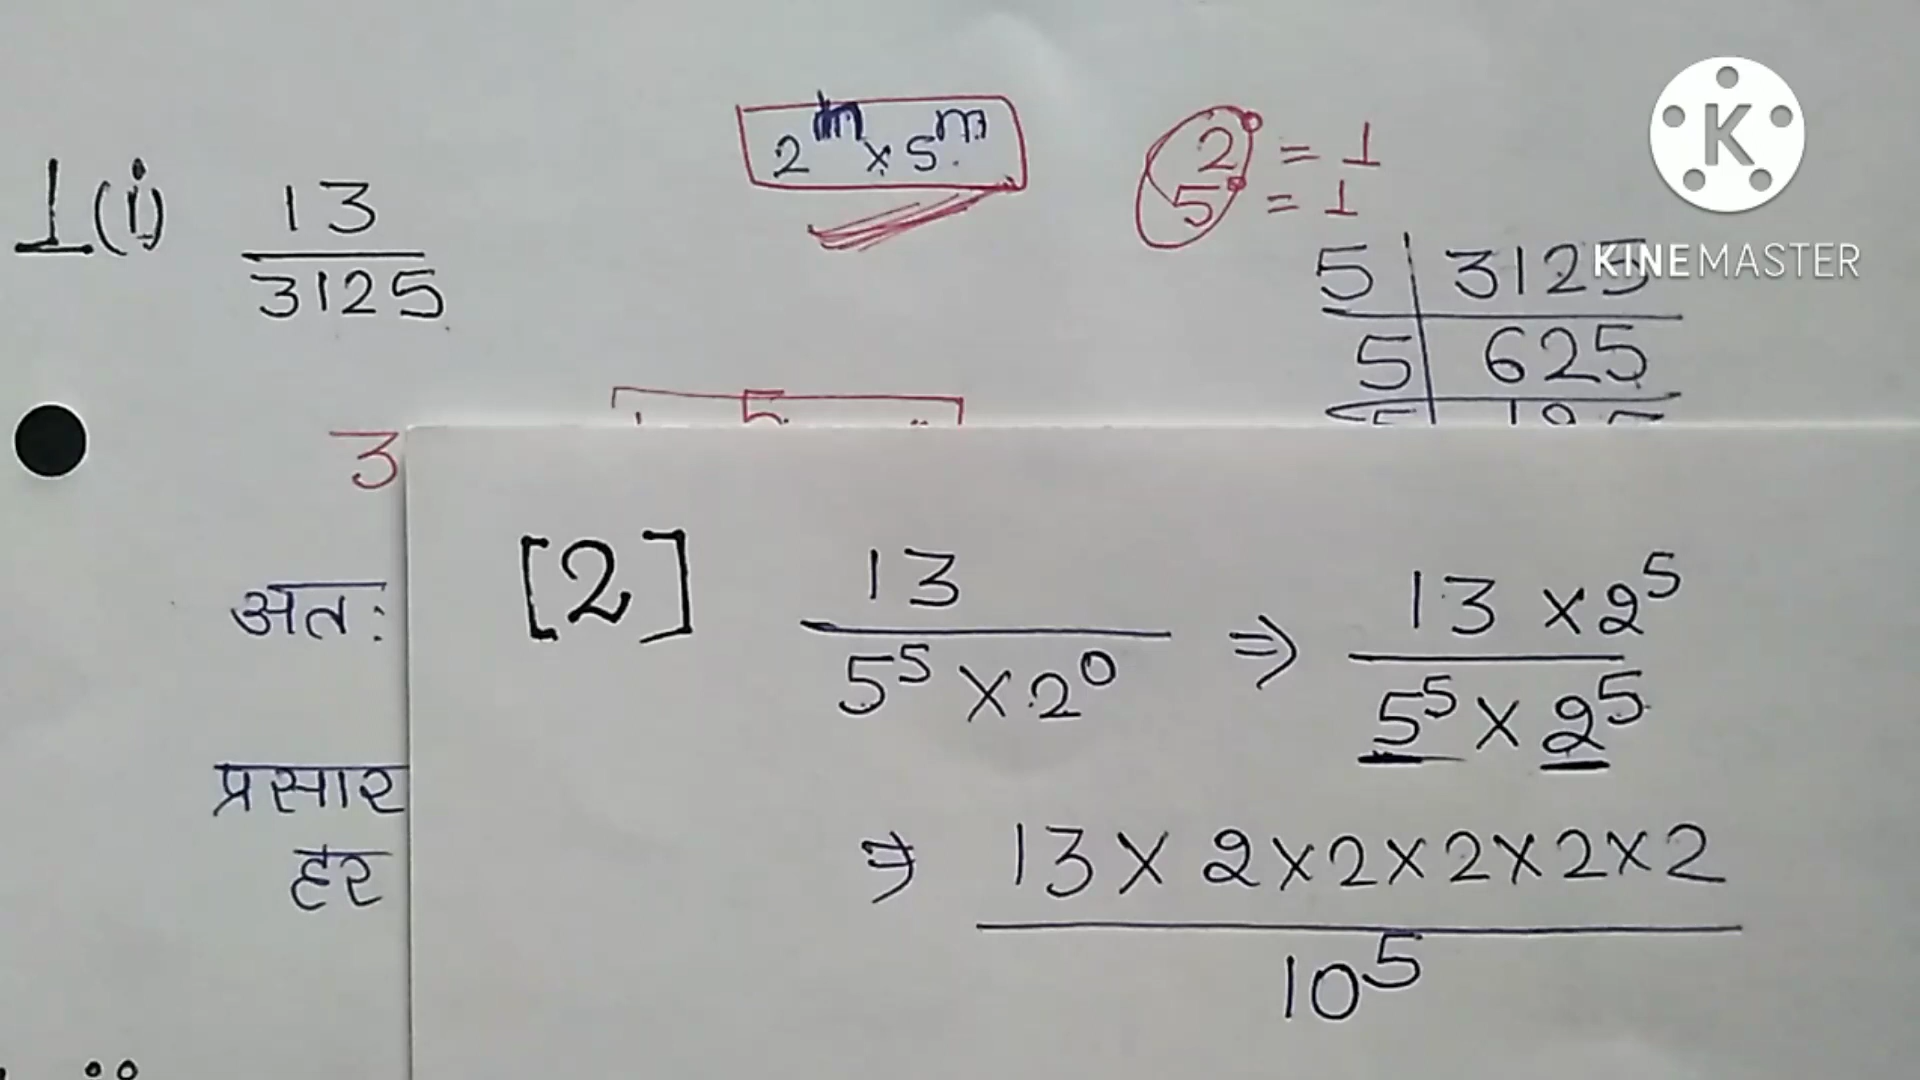 1(i) 13/3125
2^m × 5^m
2° = 1
5° = 1
5 | 3125
5 | 625
K
KINEMASTER
3
अत:
प्रसार
हर
[2] 13/(5^5 × 2^0) ⇒ (13 × 2^5)/(5^5 × 2^5)
⇒ (13 × 2 × 2 × 2 × 2 × 2)/10^5